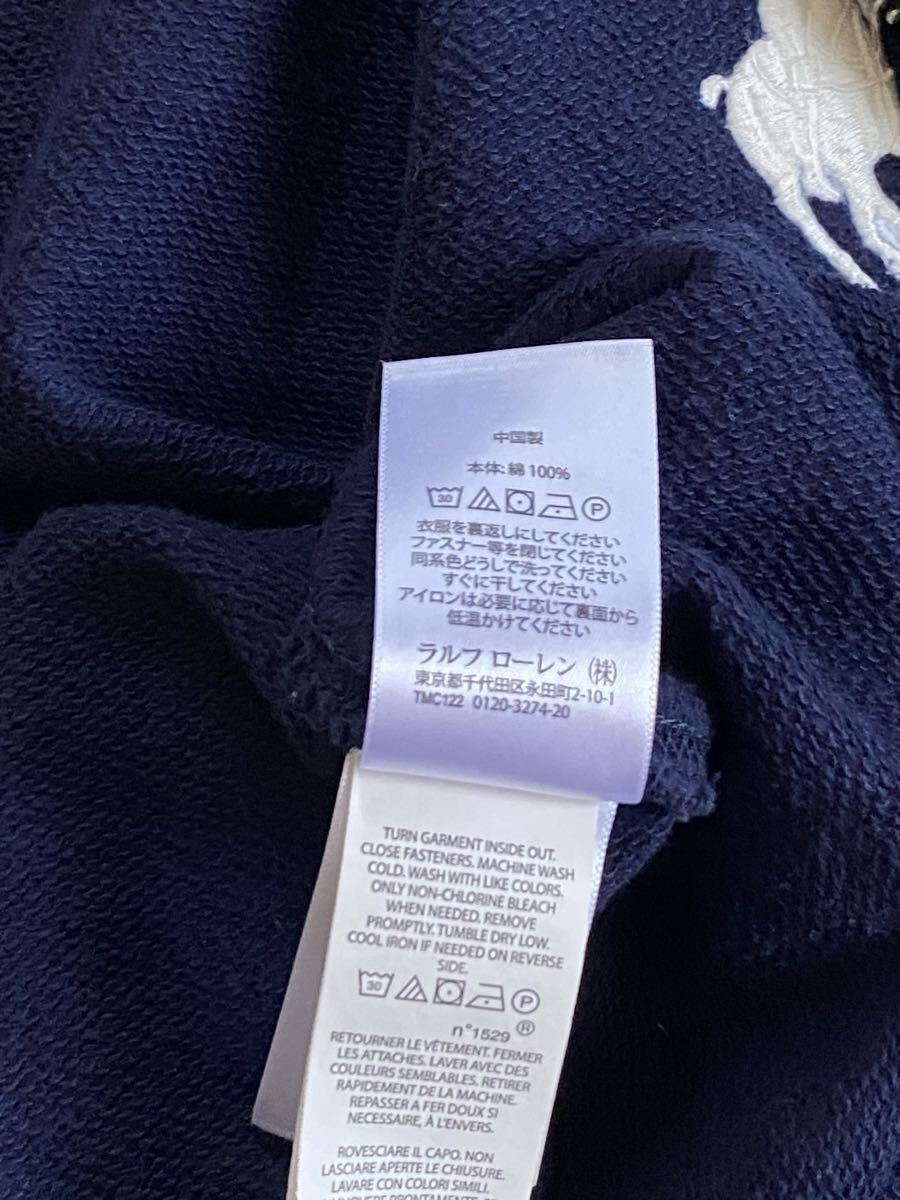 中国製
本体: 綿 100%
30 P
衣服を裏返しにしてください
ファスナー等を閉じてください
同系色どうしで洗ってください
すぐに干してください
アイロンは必要に応じて裏面から
低温かけてください
ラルフ ローレン (株)
東京都千代田区永田町2-10-1
TMC122 0120-3274-20
TURN GARMENT INSIDE OUT.
CLOSE FASTENERS. MACHINE WASH
COLD. WASH WITH LIKE COLORS.
ONLY NON-CHLORINE BLEACH
WHEN NEEDED. REMOVE
PROMPTLY. TUMBLE DRY LOW.
COOL IRON IF NEEDED ON REVERSE
SIDE.
30 P
n°1529 ®
RETOURNER LE VÊTEMENT. FERMER
LES ATTACHES. LAVER AVEC DES
COULEURS SEMBLABLES. RETIRER
RAPIDEMENT DE LA MACHINE.
REPASSER A FER DOUX SI
NECESSAIRE, À L'ENVERS.
ROVESCIARE IL CAPO. NON
LASCIARE APERTE LE CHIUSURE.
LAVARE CON COLORI SIMILI.